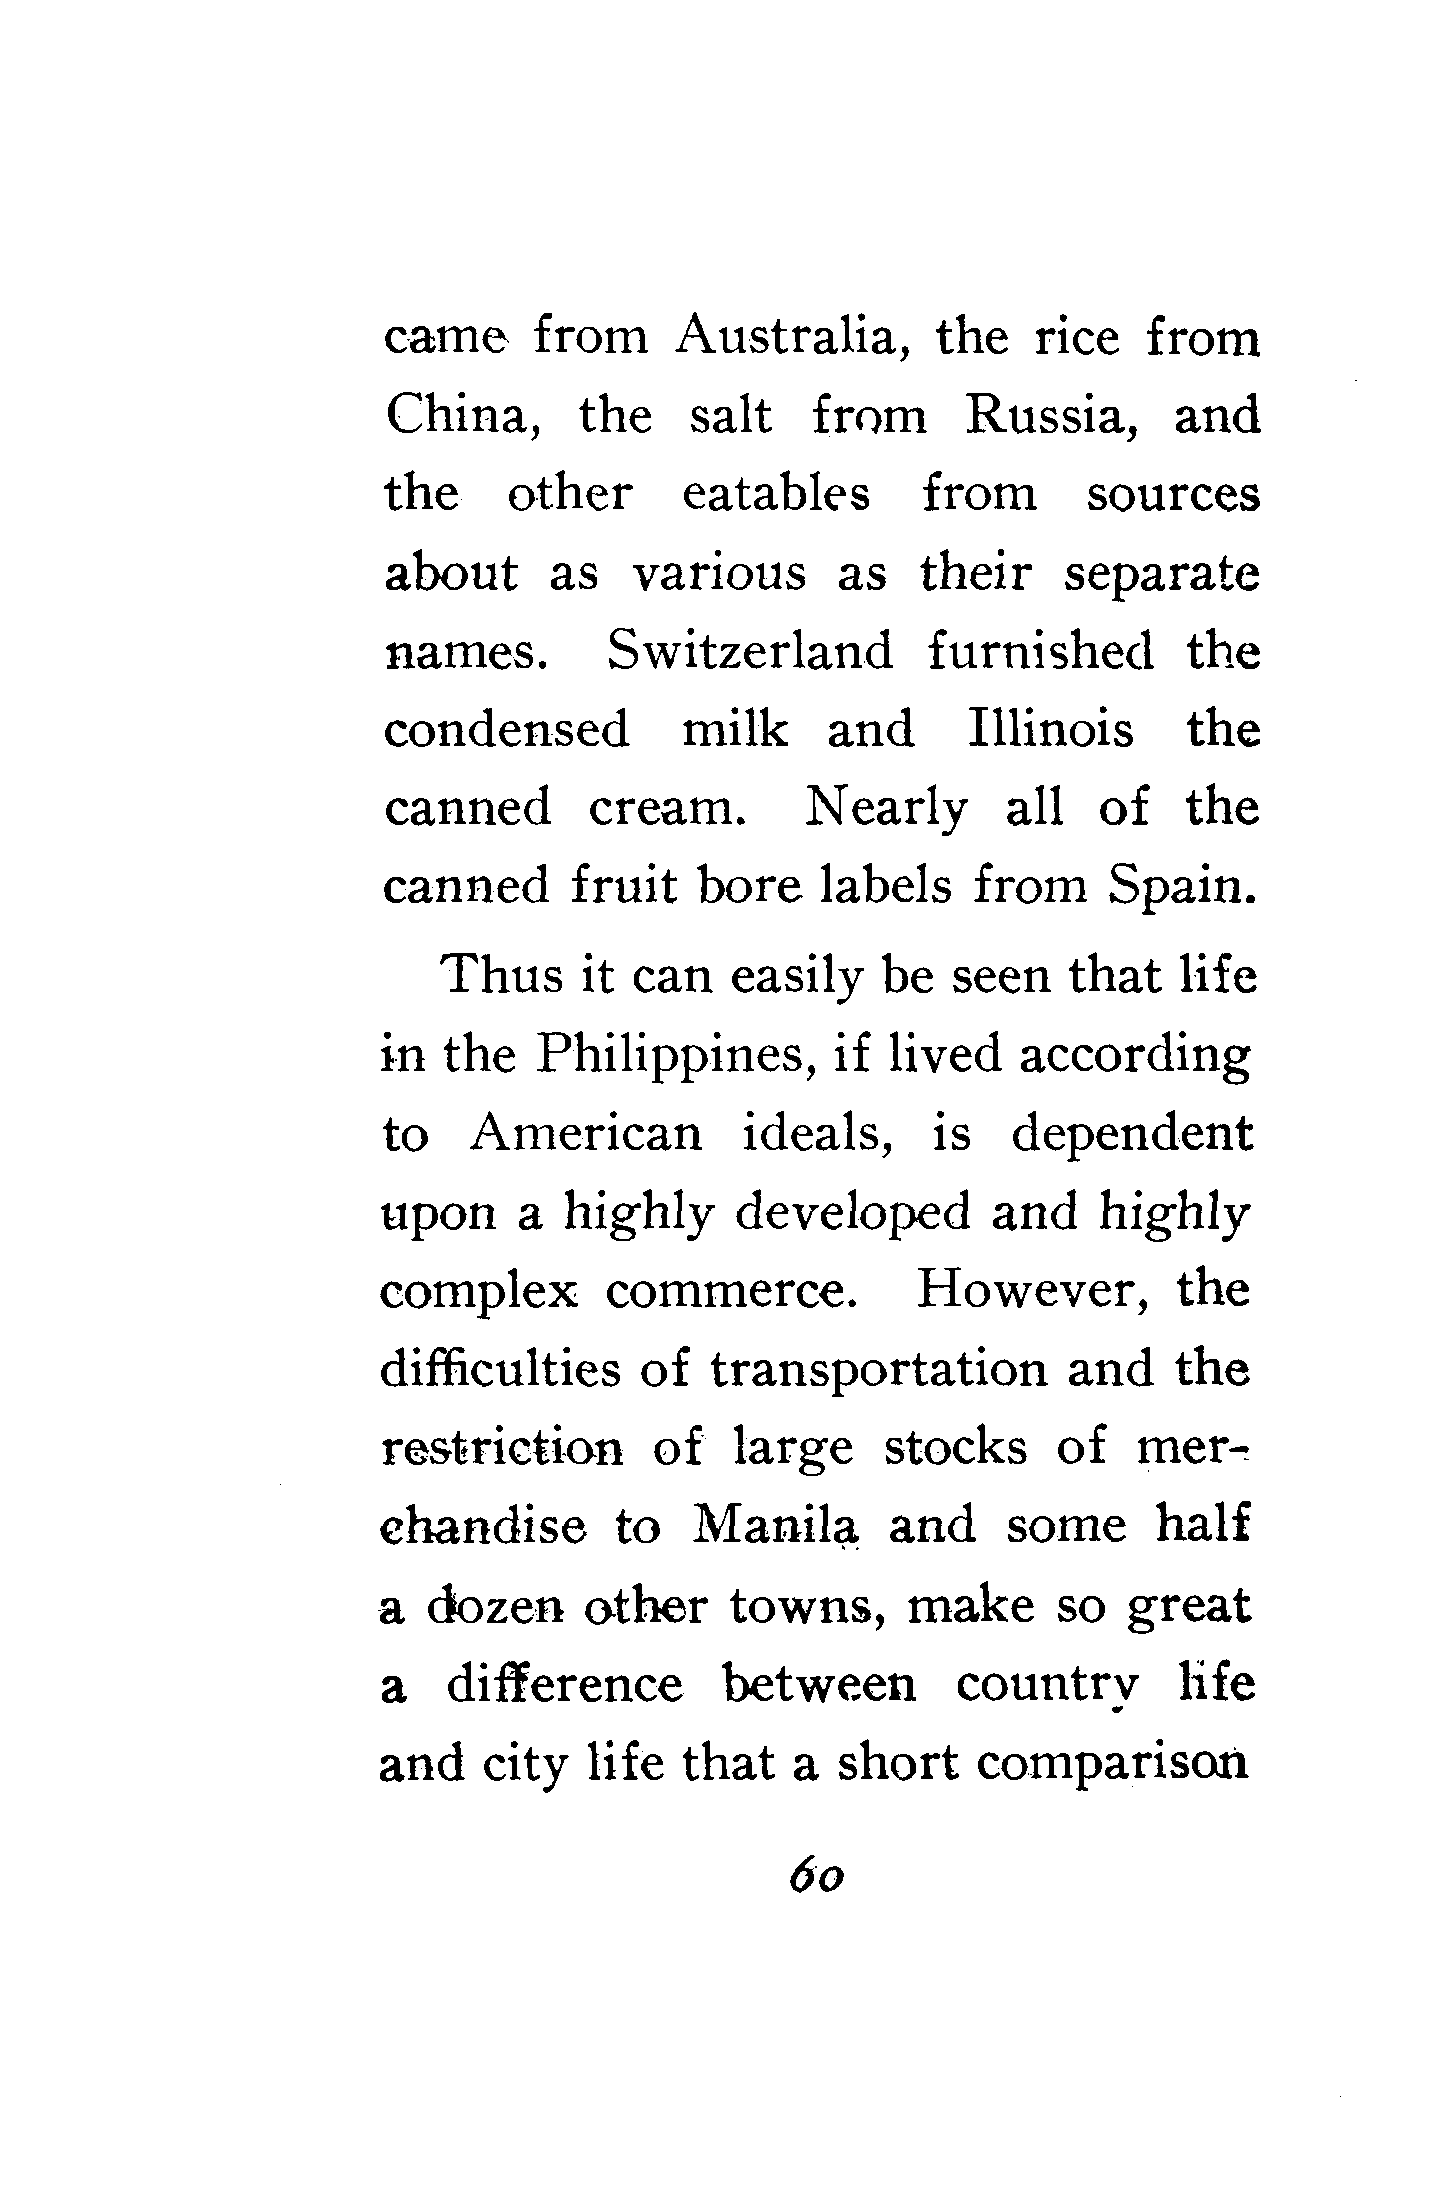 came from Australia, the rice from
China, the salt from Russia, and
the other eatables from sources
about as various as their separate
names. Switzerland furnished the
condensed milk and Illinois the
canned cream. Nearly all of the
canned fruit bore labels from Spain.
Thus it can easily be seen that life
in the Philippines, if lived according
to American ideals, is dependent
upon a highly developed and highly
complex commerce. However, the
difficulties of transportation and the
restriction of large stocks of mer-
chandise to Manila and some half
a dozen other towns, make so great
a difference between country life
and city life that a short comparison
60